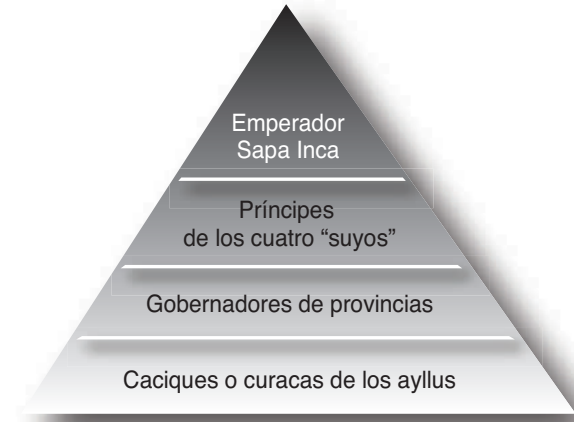 Emperador
Sapa Inca
Príncipes
de los cuatro “suyos”
Gobernadores de provincias
Caciques o curacas de los ayllus